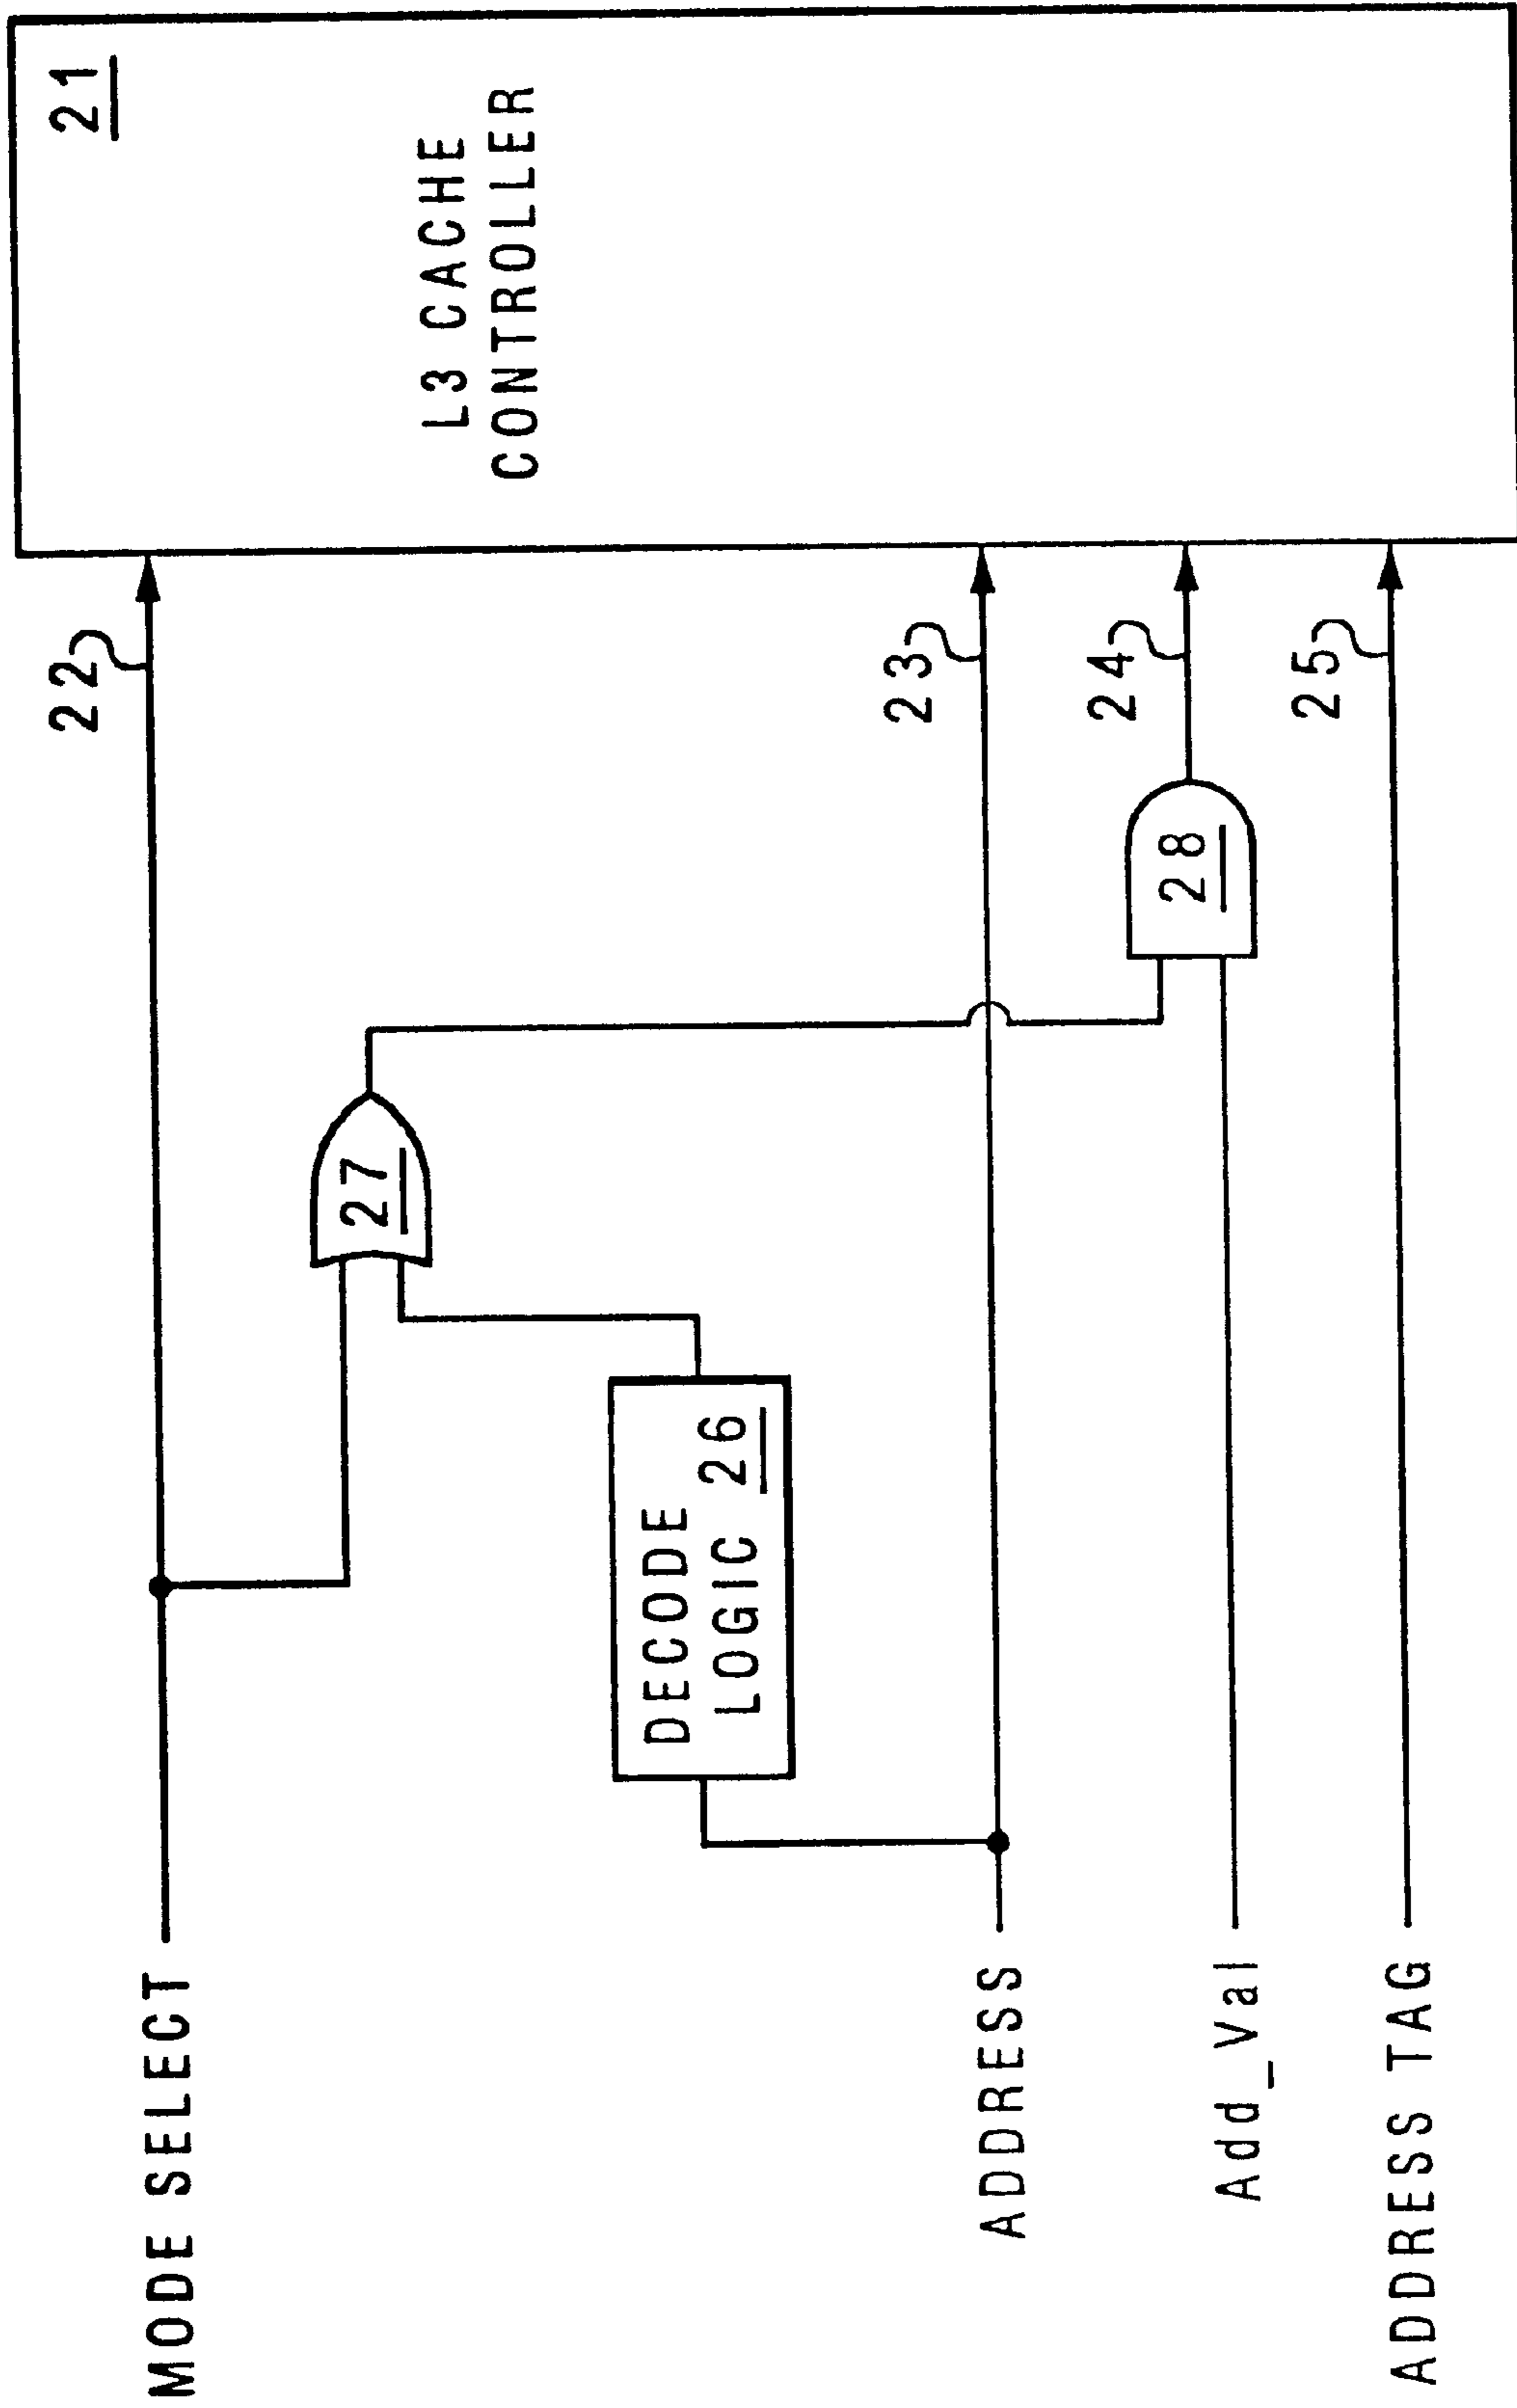 21
L3 CACHE
CONTROLLER
22
23
24
25
28
27
DECODE
LOGIC 26
MODE SELECT
ADDRESS
Add_Val
ADDRESS TAG